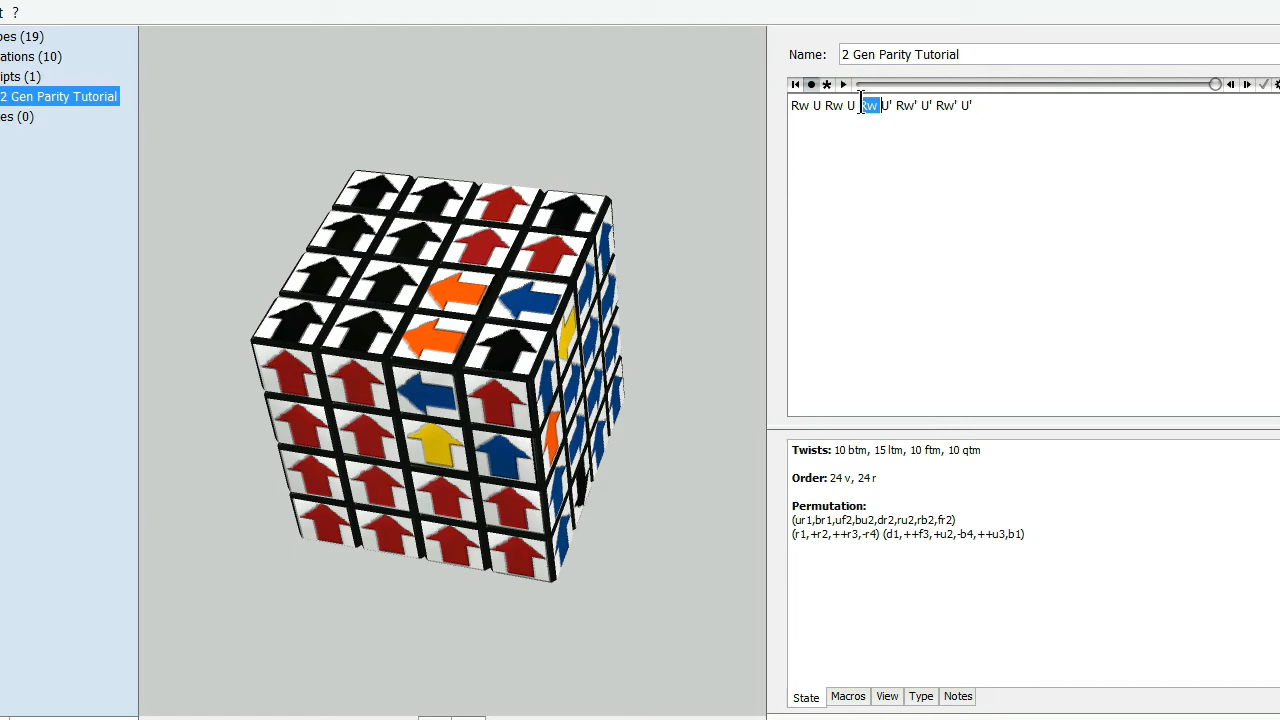 t ?
pes (19)
ations (10)
ipts (1)
2 Gen Parity Tutorial
es (0)
Name: 2 Gen Parity Tutorial
Rw U Rw U Rw U' Rw' U' Rw' U'
Twists: 10 btm, 15 ltm, 10 ftm, 10 qtm
Order: 24 v, 24 r
Permutation:
(ur1,br1,uf2,bu2,dr2,ru2,rb2,fr2)
(r1,+r2,++r3,-r4) (d1,++f3,+u2,-b4,++u3,b1)
State Macros View Type Notes